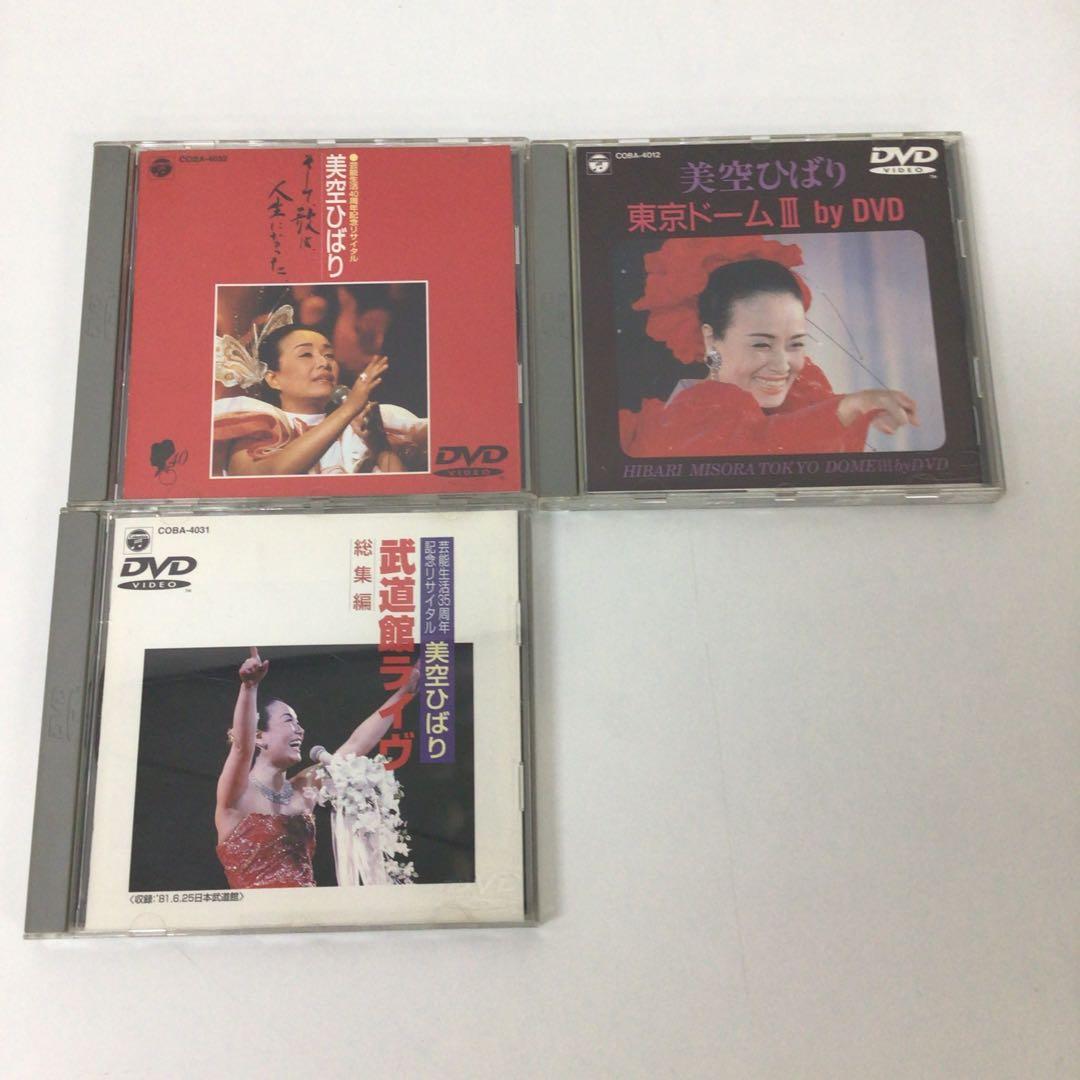 COBA-4032
●芸能生活40周年記念リサイタル
美空ひばり
そして、歌は、
人生になった
40
DVD
VIDEO
COBA-4012
DVD
VIDEO
TM
美空ひばり
東京ドームⅢ by DVD
HIBARI MISORA TOKYO DOMEⅢbyDVD
COBA-4031
DVD
VIDEO
TM
芸能生活35周年
記念リサイタル
美空ひばり
武道館ライヴ
総集編
〈収録:'81.6.25日本武道館〉